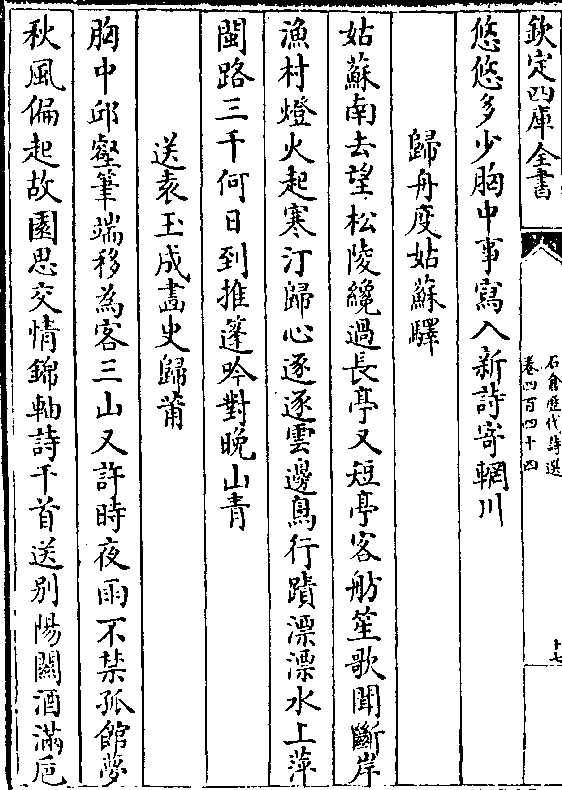 欽定四庫全書
石倉歷代詩選
卷四百四十四
十七
悠悠多少胸中事寫入新詩寄輞川
歸舟度姑蘇驛
姑蘇南去望松陵纔過長亭又短亭客舫笙歌聞斷岸
漁村燈火起寒汀歸心逐逐雲邊鳥行蹟漂漂水上萍
閩路三千何日到推篷吟對晚山青
送袁玉成畫史歸莆
胸中邱壑筆端移為客三山又許時夜雨不禁孤館夢
秋風偏起故園思交情錦軸詩千首送別陽關酒滿巵